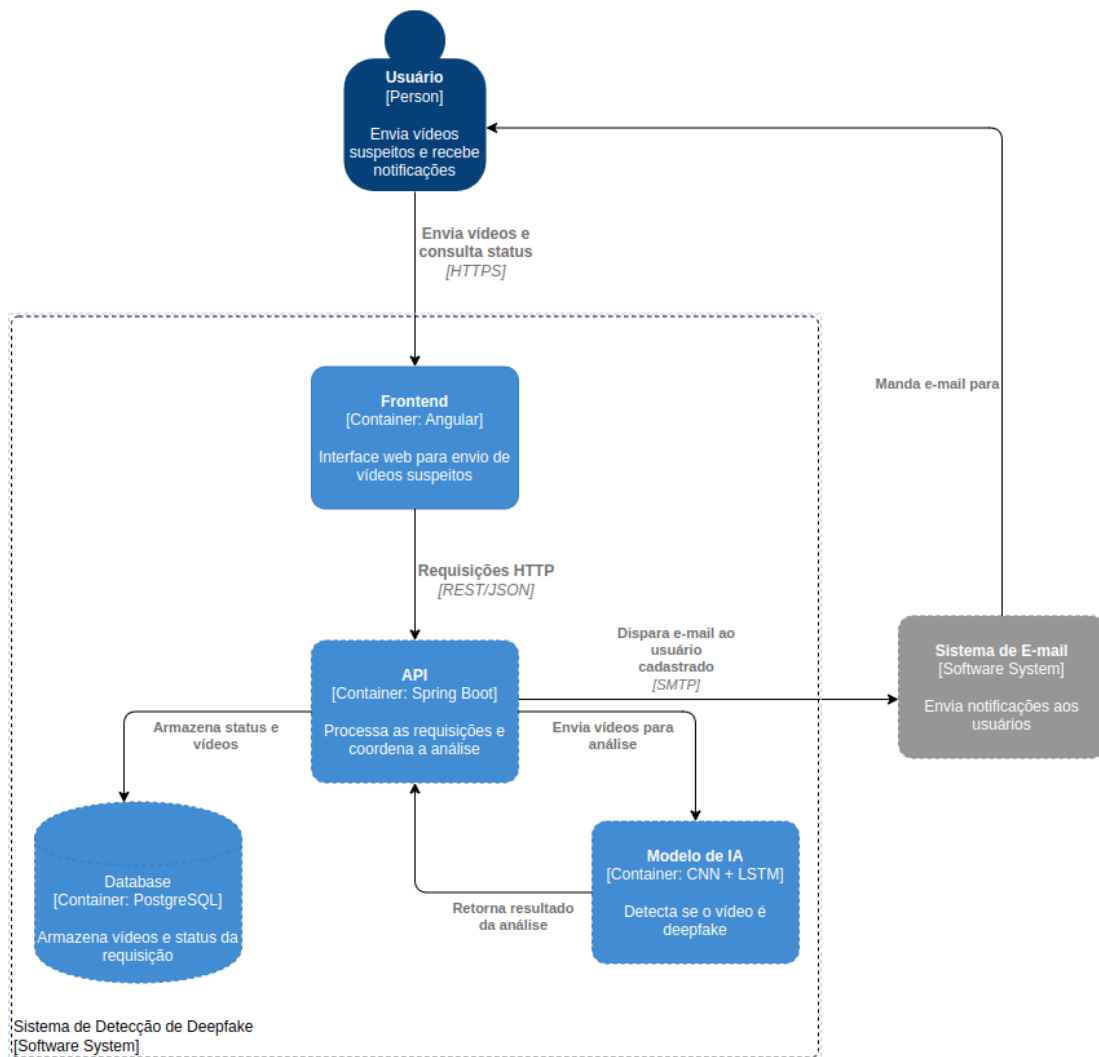 Usuário
[Person]
Envia vídeos
suspeitos e recebe
notificações
Envia vídeos e
consulta status
[HTTPS]
Manda e-mail para
Frontend
[Container: Angular]
Interface web para envio de
vídeos suspeitos
Requisições HTTP
[REST/JSON]
Dispara e-mail ao
usuário
cadastrado
[SMTP]
Sistema de E-mail
[Software System]
Envia notificações aos
usuários
API
[Container: Spring Boot]
Processa as requisições e
coordena a análise
Armazena status e
vídeos
Envia vídeos para
análise
Database
[Container: PostgreSQL]
Armazena vídeos e status da
requisição
Modelo de IA
[Container: CNN + LSTM]
Detecta se o vídeo é
deepfake
Retorna resultado
da análise
Sistema de Detecção de Deepfake
[Software System]